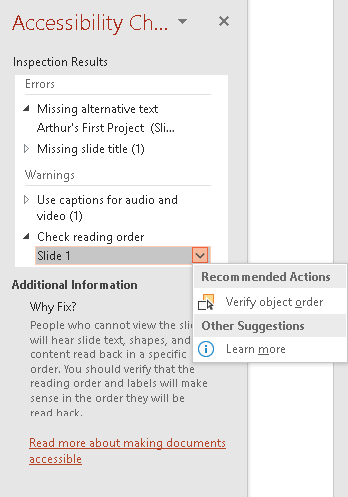 Accessibility Ch...
Inspection Results
Errors
Missing alternative text
Arthur's First Project (Sli...
Missing slide title (1)
Warnings
Use captions for audio and
video (1)
Check reading order
Slide 1
Recommended Actions
Verify object order
Other Suggestions
Learn more
Additional Information
Why Fix?
People who cannot view the slid
will hear slide text, shapes, and
content read back in a specific
order. You should verify that the
reading order and labels will make
sense in the order they will be
read back.
Read more about making documents
accessible